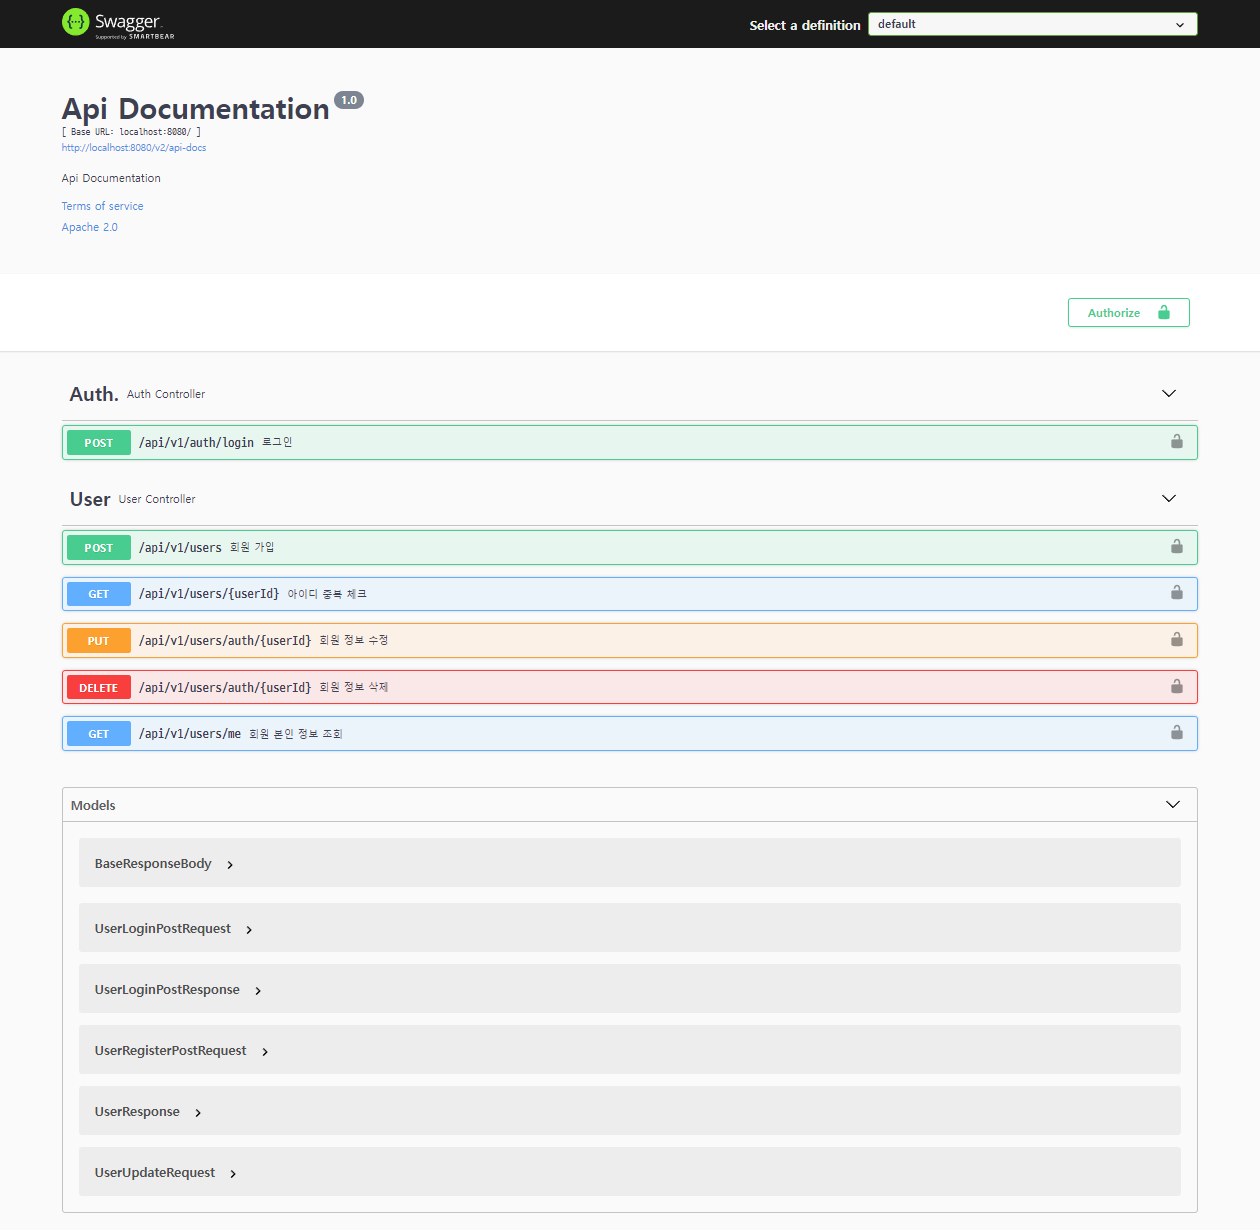 Swagger.
Supported by SMARTBEAR
Select a definition
default
Api Documentation 1.0
[ Base URL: localhost:8080/ ]
http://localhost:8080/v2/api-docs
Api Documentation
Terms of service
Apache 2.0
Authorize
Auth. Auth Controller
POST /api/v1/auth/login 로그인
User User Controller
POST /api/v1/users 회원 가입
GET /api/v1/users/{userId} 아이디 중복 체크
PUT /api/v1/users/auth/{userId} 회원 정보 수정
DELETE /api/v1/users/auth/{userId} 회원 정보 삭제
GET /api/v1/users/me 회원 본인 정보 조회
Models
BaseResponseBody
UserLoginPostRequest
UserLoginPostResponse
UserRegisterPostRequest
UserResponse
UserUpdateRequest